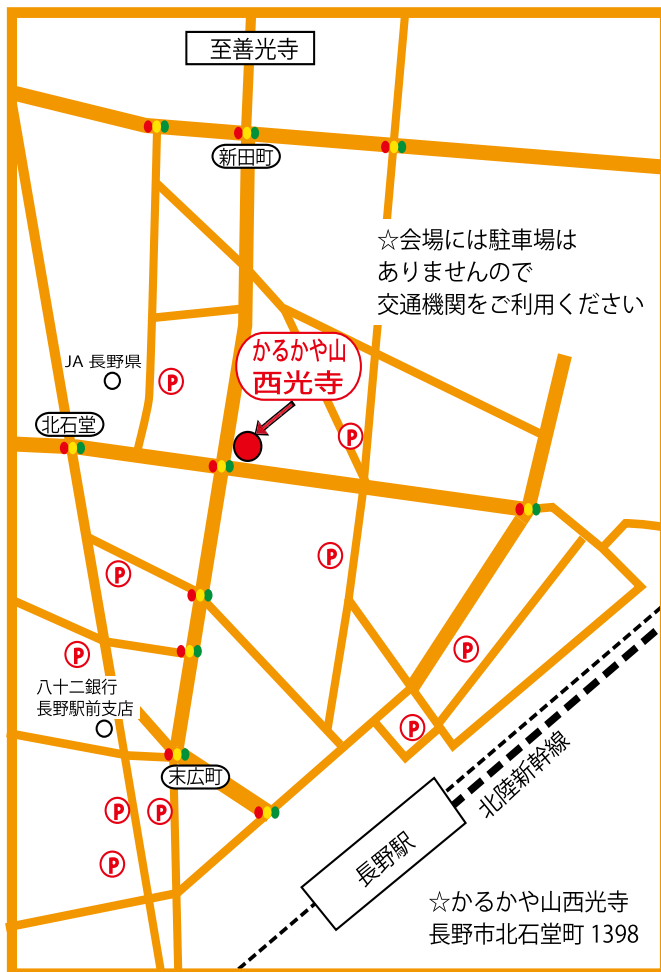 至善光寺
新田町
☆会場には駐車場は
ありませんので
交通機関をご利用ください
かるかや山
西光寺
JA 長野県
P
北石堂
P
P
P
P
P
八十二銀行
長野駅前支店
P
北陸新幹線
末広町
P
P
P
長野駅
☆かるかや山西光寺
長野市北石堂町 1398